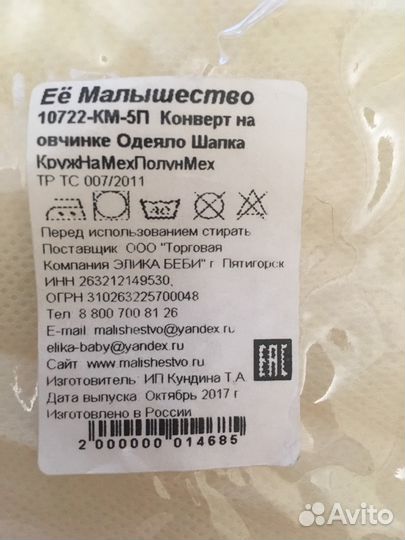 Её Малышество
10722-КМ-5П Конверт на
овчинке Одеяло Шапка
КружНаМехПолунМех
ТР ТС 007/2011
Перед использованием стирать
Поставщик ООО "Торговая
Компания ЭЛИКА БЕБИ" г Пятигорск
ИНН 263212149530,
ОГРН 310263225700048
Тел 8 800 700 81 26
E-mail malishestvo@yandex.ru
elika-baby@yandex.ru
Сайт www.malishestvo.ru
Изготовитель ИП Кундина Т.А
Дата выпуска Октябрь 2017 г
Изготовлено в России
EAC
2 000000 014685
Avito